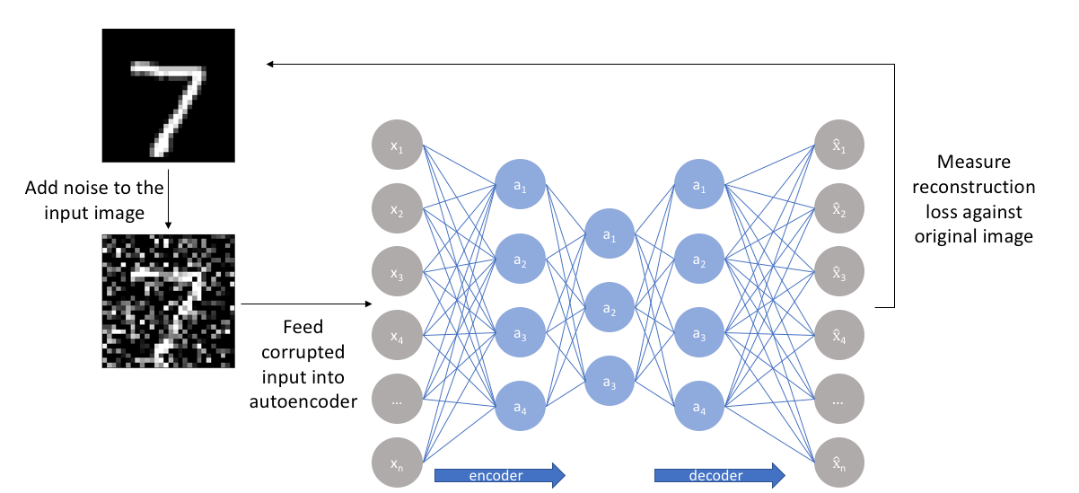 7
Add noise to the
input image
7
Feed
corrupted
input into
autoencoder
x₁
x₂
x₃
x₄
...
xₙ
a₁
a₂
a₃
a₄
a₁
a₂
a₃
a₁
a₂
a₃
a₄
x̂₁
x̂₂
x̂₃
x̂₄
...
x̂ₙ
encoder
decoder
Measure
reconstruction
loss against
original image